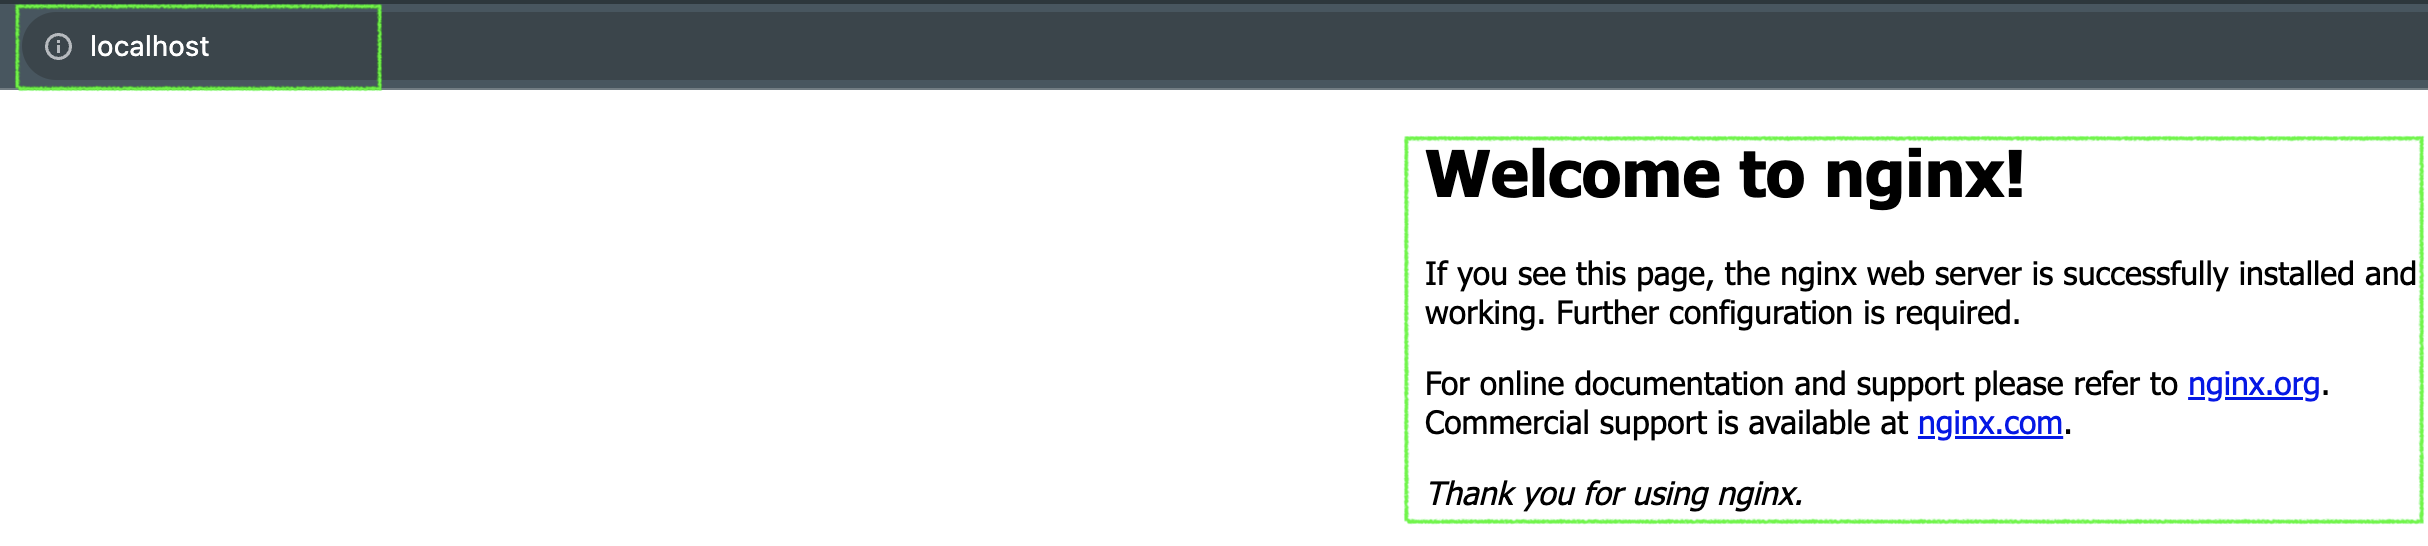 localhost
Welcome to nginx!
If you see this page, the nginx web server is successfully installed and
working. Further configuration is required.
For online documentation and support please refer to nginx.org.
Commercial support is available at nginx.com.
Thank you for using nginx.